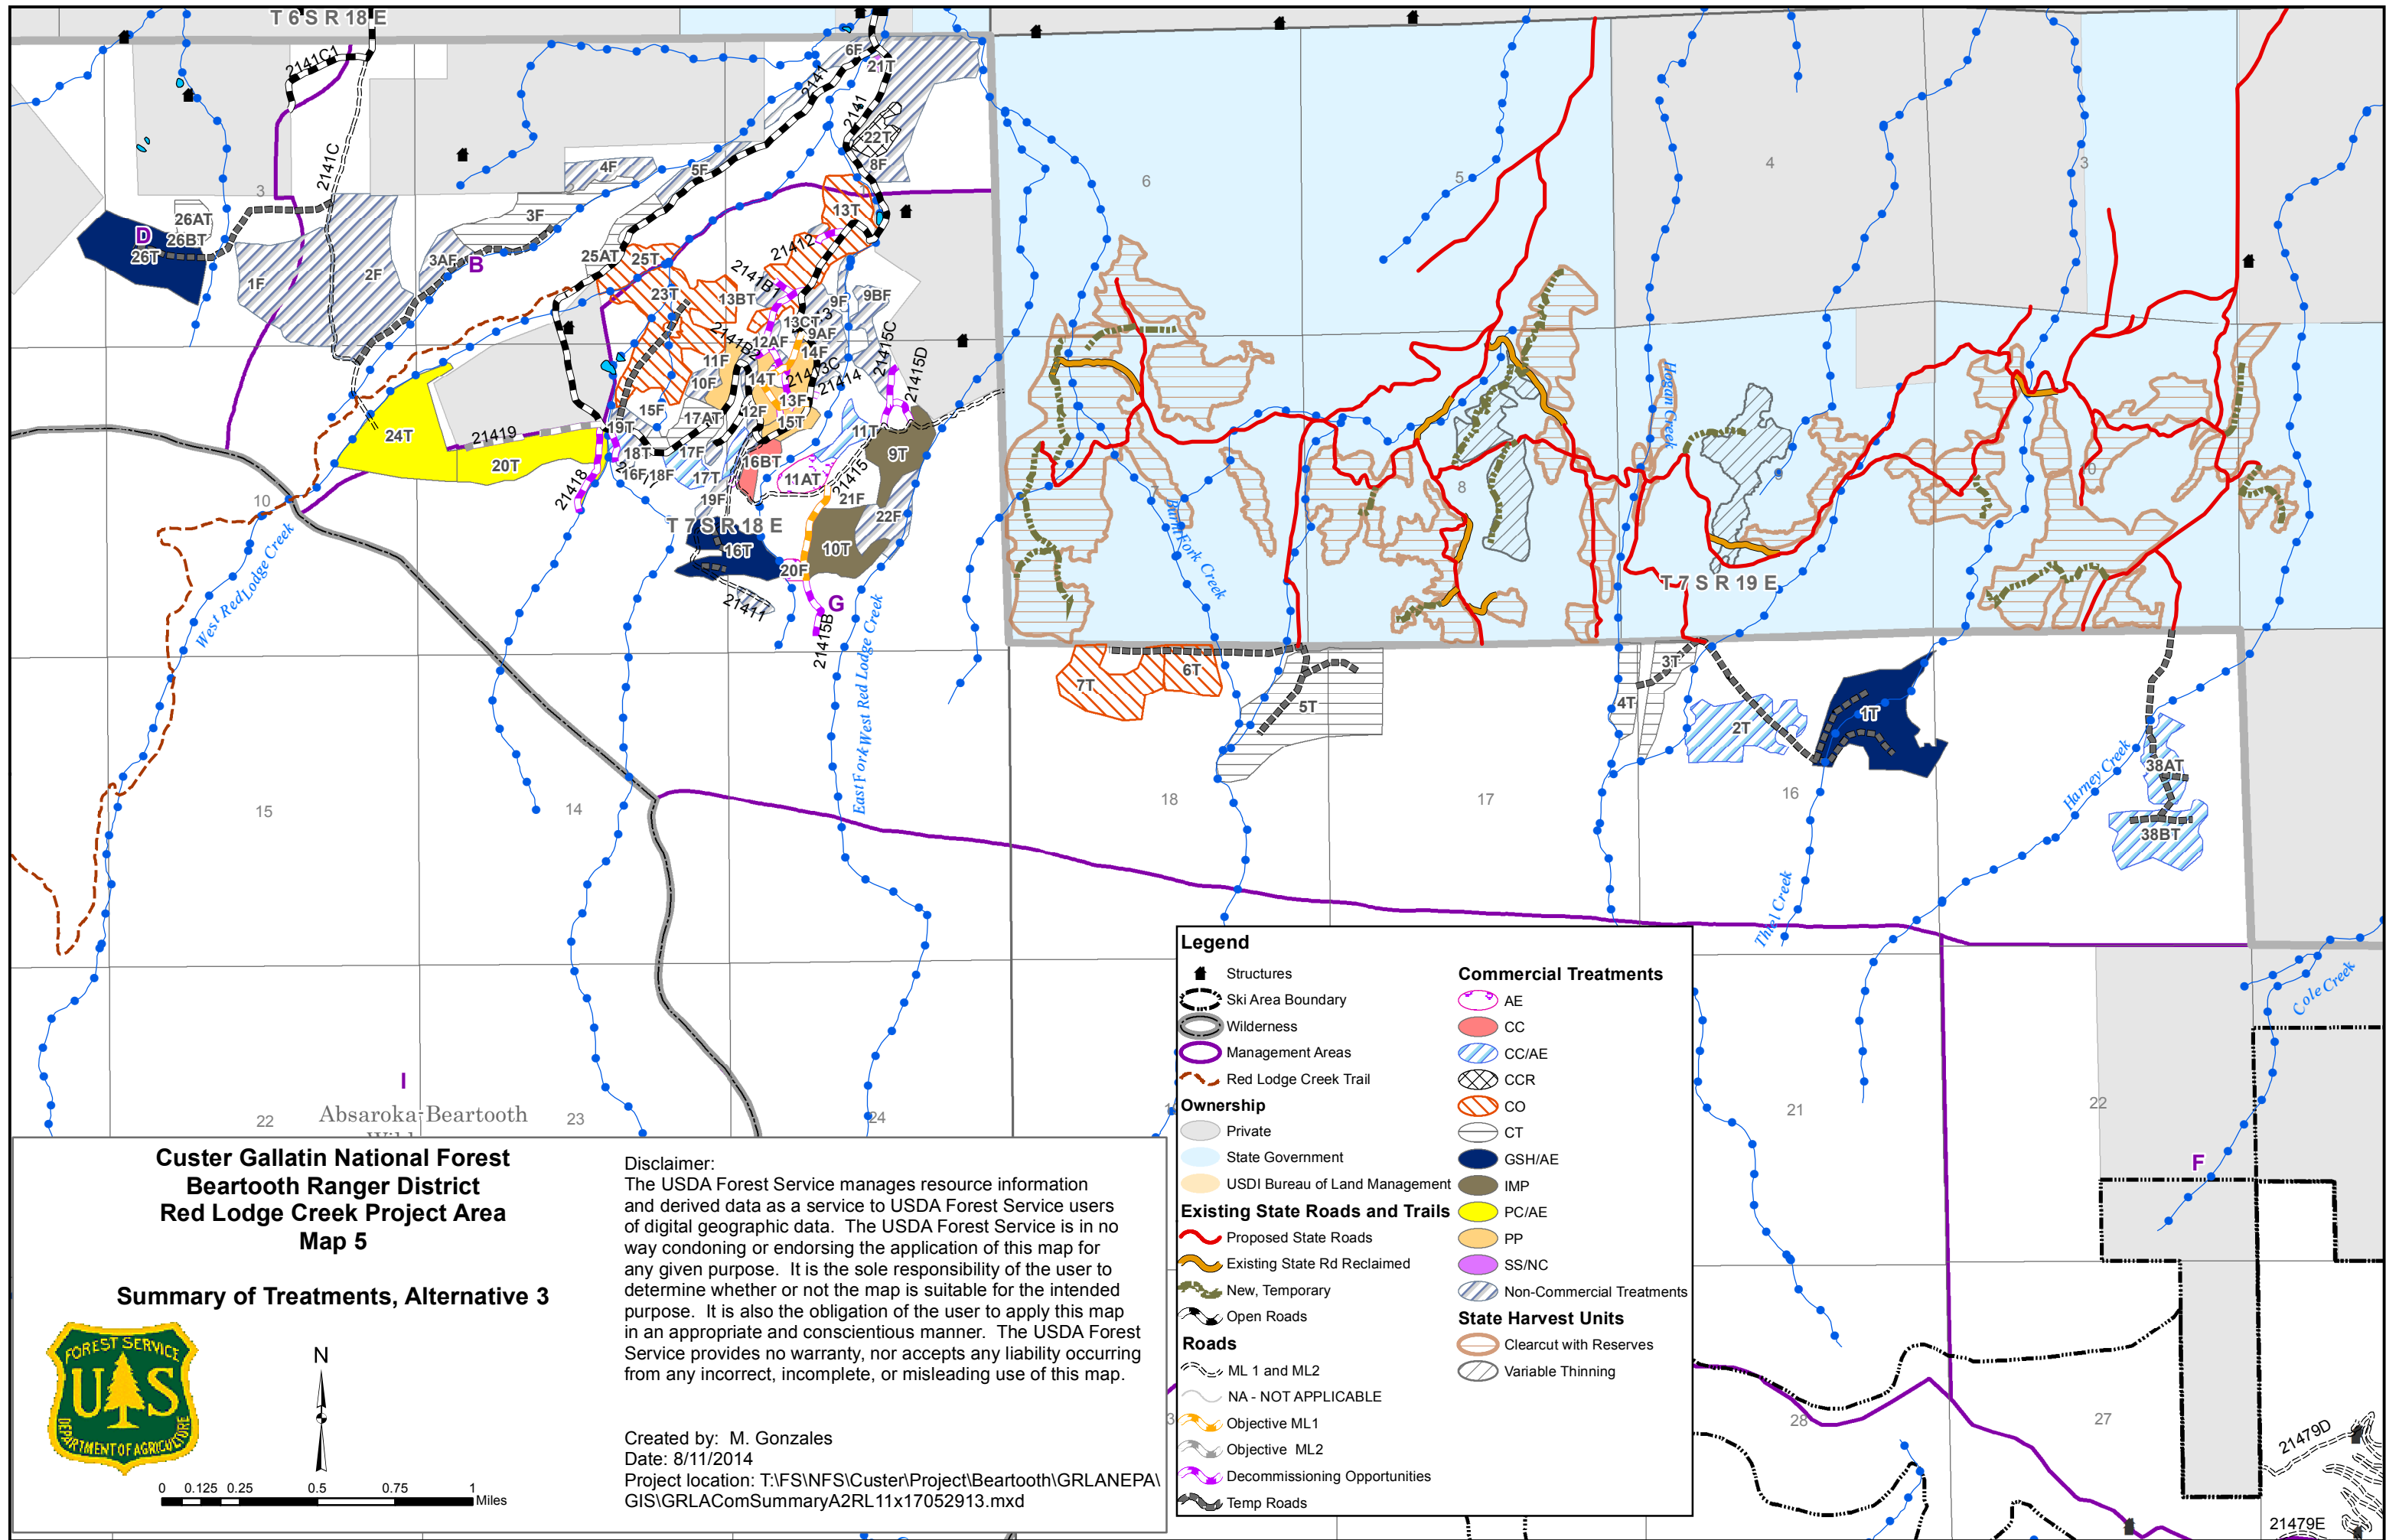 T 6 S R 18 E
2141C1
2141C
2141
2141
6F
21T
22T
8F
4F
5F
3
2
6
5
4
3
26AT
26BT
D
26T
3F
3AF
B
1F
2F
13T
21412
25AT
25T
2141B1
23T
13BT
9F
9BF
13CT
9AF
2141B2
12AF
14F
21415C
21415D
11F
14T
21413C
21414
10F
13F
15F
12F
17AT
15T
24T
21419
19T
11T
20T
18T
17F
16BT
9T
16F
18F
17T
11AT
21415
21418
19F
21F
22F
10
T 7 S R 18 E
16T
10T
20F
21411
G
21415B
West Red Lodge Creek
East Fork West Red Lodge Creek
7
8
9
Burnt Fork Creek
Hogan Creek
T 7 S R 19 E
7T
6T
5T
3T
4T
2T
1T
38AT
38BT
Harney Creek
Thiel Creek
Cole Creek
15
14
18
17
16
I
Absaroka-Beartooth
22
23
24
21
22
F
28
27
21479D
21479E
Custer Gallatin National Forest
Beartooth Ranger District
Red Lodge Creek Project Area
Map 5
Summary of Treatments, Alternative 3
FOREST SERVICE
U S
DEPARTMENT OF AGRICULTURE
N
0 0.125 0.25 0.5 0.75 1
Miles
Disclaimer:
The USDA Forest Service manages resource information
and derived data as a service to USDA Forest Service users
of digital geographic data. The USDA Forest Service is in no
way condoning or endorsing the application of this map for
any given purpose. It is the sole responsibility of the user to
determine whether or not the map is suitable for the intended
purpose. It is also the obligation of the user to apply this map
in an appropriate and conscientious manner. The USDA Forest
Service provides no warranty, nor accepts any liability occurring
from any incorrect, incomplete, or misleading use of this map.
Created by: M. Gonzales
Date: 8/11/2014
Project location: T:\FS\NFS\Custer\Project\Beartooth\GRLANEPA\
GIS\GRLAComSummaryA2RL11x17052913.mxd
Legend
Structures
Ski Area Boundary
Wilderness
Management Areas
Red Lodge Creek Trail
Ownership
Private
State Government
USDI Bureau of Land Management
Existing State Roads and Trails
Proposed State Roads
Existing State Rd Reclaimed
New, Temporary
Open Roads
Roads
ML 1 and ML2
NA - NOT APPLICABLE
Objective ML1
Objective ML2
Decommissioning Opportunities
Temp Roads
Commercial Treatments
AE
CC
CC/AE
CCR
CO
CT
GSH/AE
IMP
PC/AE
PP
SS/NC
Non-Commercial Treatments
State Harvest Units
Clearcut with Reserves
Variable Thinning